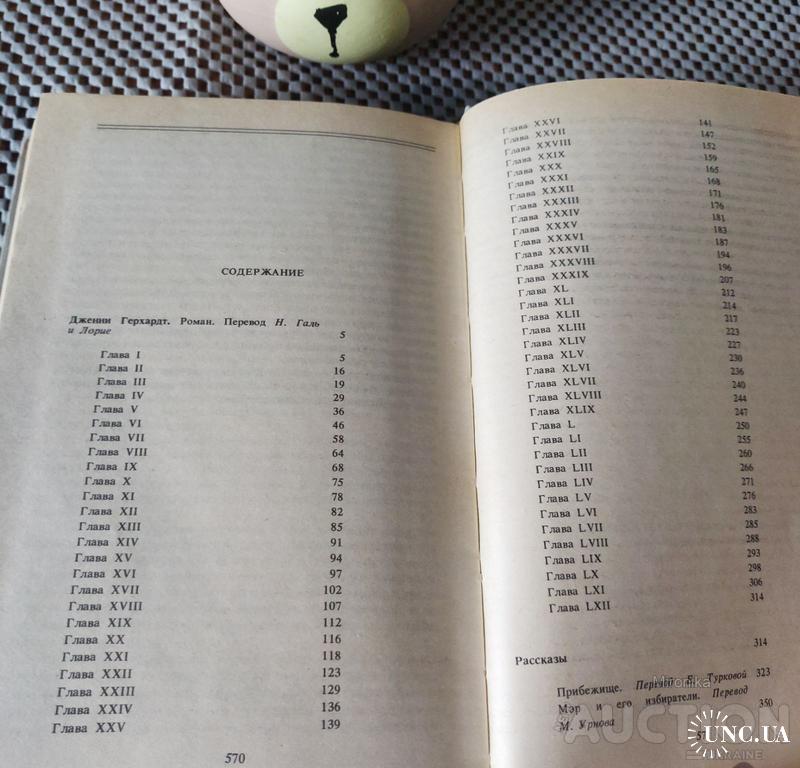 СОДЕРЖАНИЕ
Дженни Герхардт. Роман. Перевод Н. Галь
и Лорие 5
Глава I 5
Глава II 16
Глава III 19
Глава IV 29
Глава V 36
Глава VI 46
Глава VII 58
Глава VIII 64
Глава IX 68
Глава X 75
Глава XI 78
Глава XII 82
Глава XIII 85
Глава XIV 91
Глава XV 94
Глава XVI 97
Глава XVII 102
Глава XVIII 107
Глава XIX 112
Глава XX 116
Глава XXI 118
Глава XXII 123
Глава XXIII 129
Глава XXIV 136
Глава XXV 139
570
Глава XXVI 141
Глава XXVII 147
Глава XXVIII 152
Глава XXIX 159
Глава XXX 165
Глава XXXI 168
Глава XXXII 171
Глава XXXIII 176
Глава XXXIV 181
Глава XXXV 183
Глава XXXVI 187
Глава XXXVII 194
Глава XXXVIII 196
Глава XXXIX 207
Глава XL 212
Глава XLI 214
Глава XLII 217
Глава XLIII 223
Глава XLIV 227
Глава XLV 230
Глава XLVI 236
Глава XLVII 240
Глава XLVIII 244
Глава XLIX 247
Глава L 250
Глава LI 255
Глава LII 260
Глава LIII 266
Глава LIV 271
Глава LV 276
Глава LVI 283
Глава LVII 285
Глава LVIII 288
Глава LIX 293
Глава LX 298
Глава LXI 306
Глава LXII 314
Рассказы 314
Прибежище. Перевод Е. Турковой 323
Мэр и его избиратели. Перевод 350
М. Урнова
Mironika
AUCTION
UKRAINE
UNC.UA